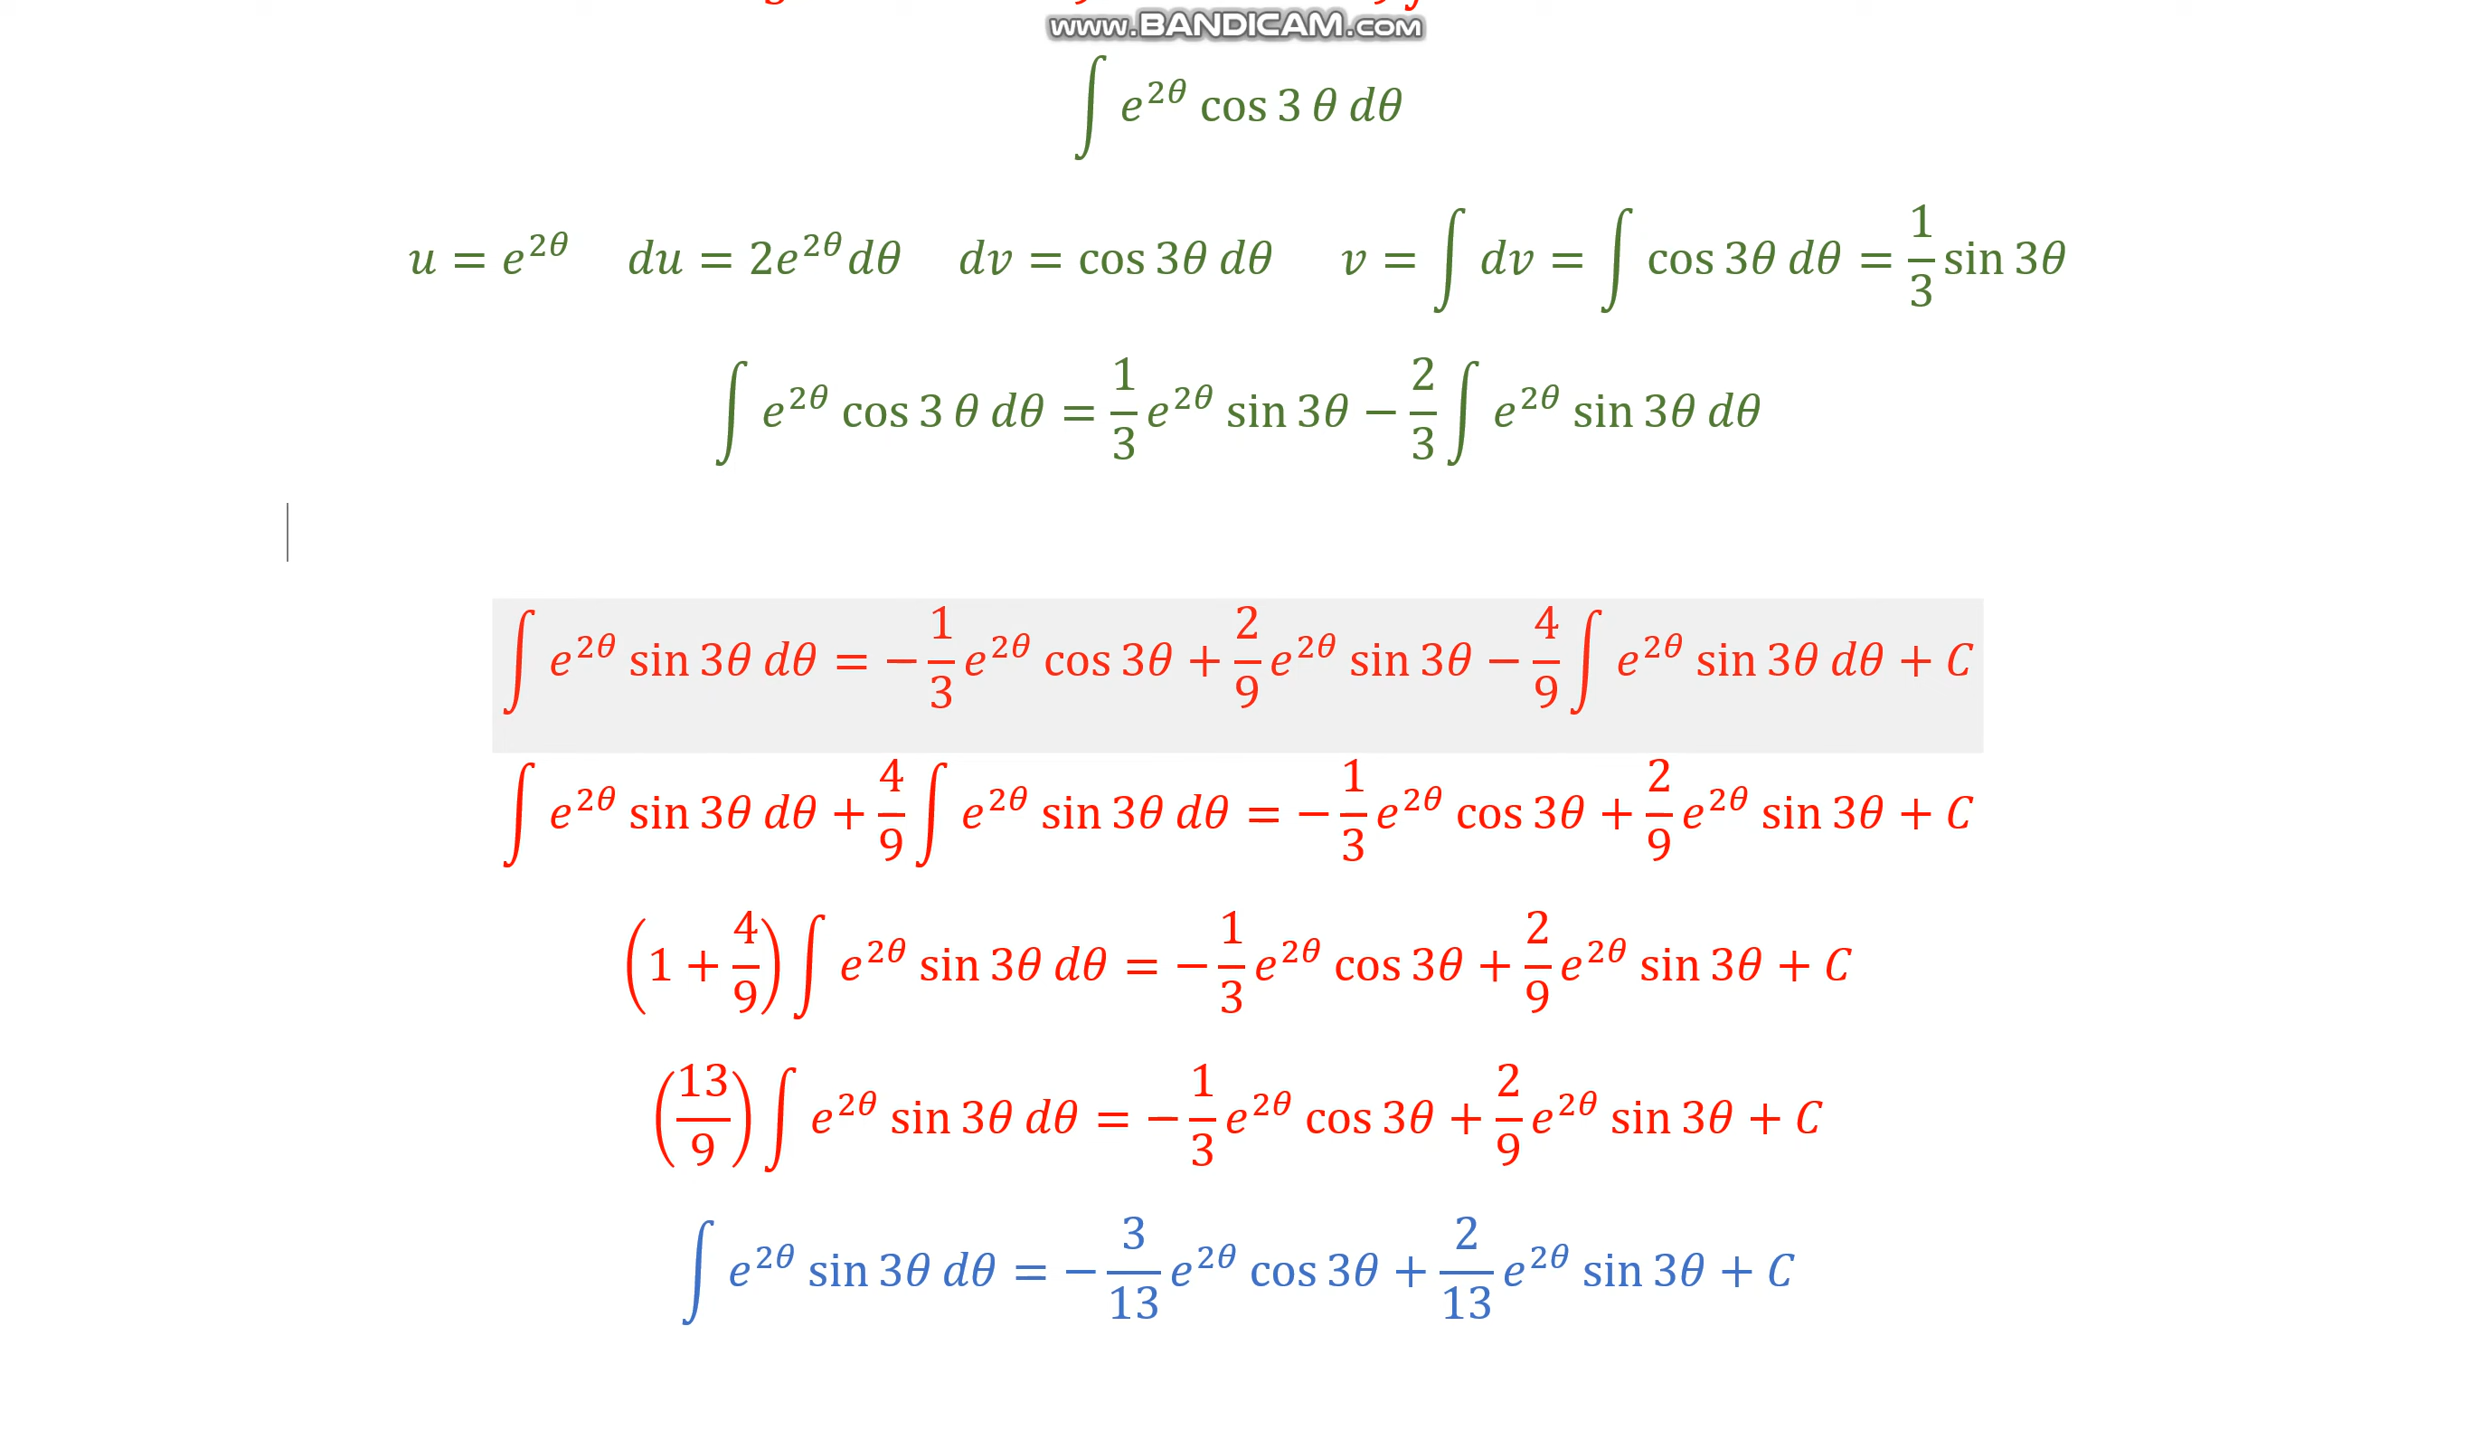 www.BANDICAM.com
∫ e^{2θ} cos 3 θ dθ
u = e^{2θ} du = 2e^{2θ}dθ dv = cos 3θ dθ v = ∫ dv = ∫ cos 3θ dθ = 1/3 sin 3θ
∫ e^{2θ} cos 3 θ dθ = 1/3 e^{2θ} sin 3θ − 2/3 ∫ e^{2θ} sin 3θ dθ
∫ e^{2θ} sin 3θ dθ = − 1/3 e^{2θ} cos 3θ + 2/9 e^{2θ} sin 3θ − 4/9 ∫ e^{2θ} sin 3θ dθ + C
∫ e^{2θ} sin 3θ dθ + 4/9 ∫ e^{2θ} sin 3θ dθ = − 1/3 e^{2θ} cos 3θ + 2/9 e^{2θ} sin 3θ + C
(1 + 4/9) ∫ e^{2θ} sin 3θ dθ = − 1/3 e^{2θ} cos 3θ + 2/9 e^{2θ} sin 3θ + C
(13/9) ∫ e^{2θ} sin 3θ dθ = − 1/3 e^{2θ} cos 3θ + 2/9 e^{2θ} sin 3θ + C
∫ e^{2θ} sin 3θ dθ = − 3/13 e^{2θ} cos 3θ + 2/13 e^{2θ} sin 3θ + C